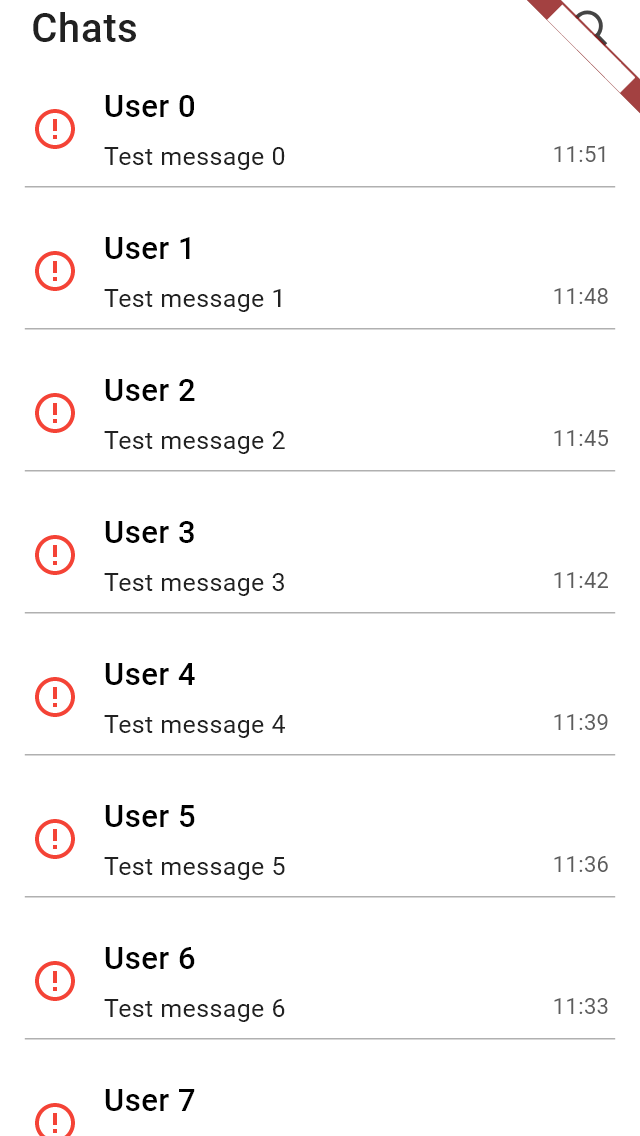 Chats
User 0
Test message 0
11:51
User 1
Test message 1
11:48
User 2
Test message 2
11:45
User 3
Test message 3
11:42
User 4
Test message 4
11:39
User 5
Test message 5
11:36
User 6
Test message 6
11:33
User 7